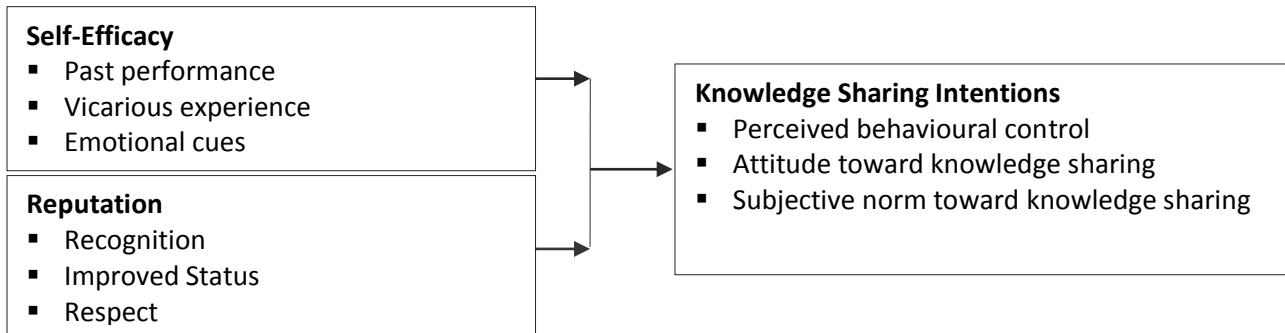 Self-Efficacy
▪ Past performance
▪ Vicarious experience
▪ Emotional cues
Reputation
▪ Recognition
▪ Improved Status
▪ Respect
Knowledge Sharing Intentions
▪ Perceived behavioural control
▪ Attitude toward knowledge sharing
▪ Subjective norm toward knowledge sharing